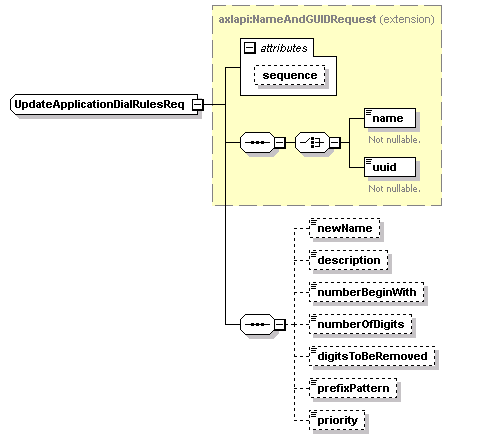 axlapi:NameAndGUIDRequest (extension)
attributes
sequence
UpdateApplicationDialRulesReq
name
Not nullable.
uuid
Not nullable.
newName
description
numberBeginWith
numberOfDigits
digitsToBeRemoved
prefixPattern
priority